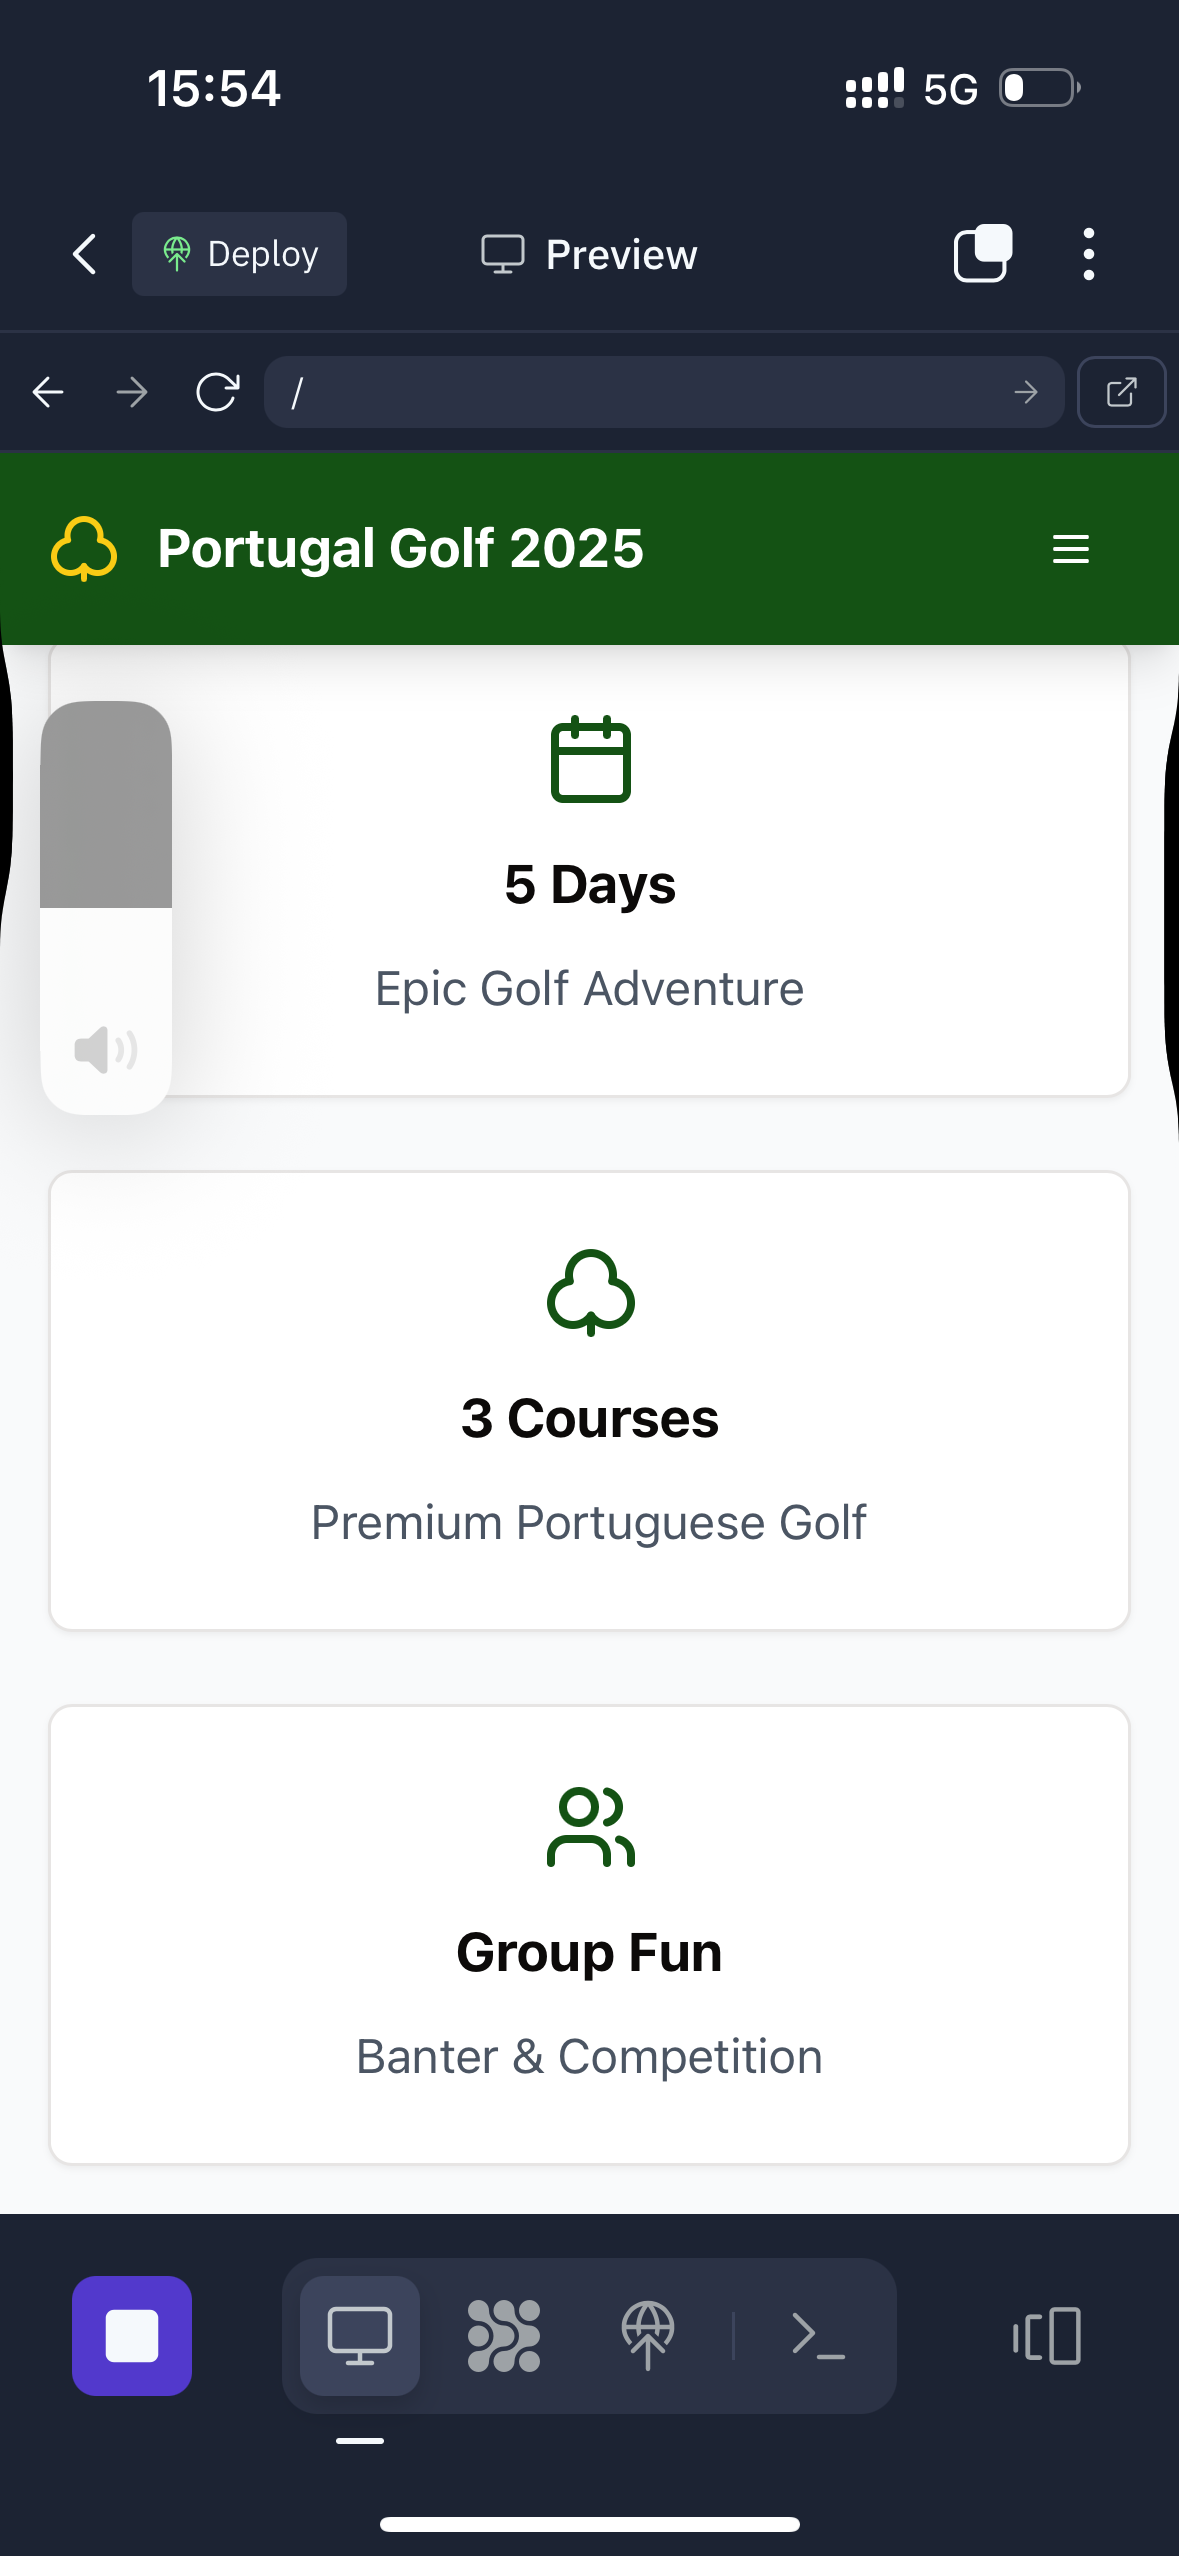 15:54
5G
Deploy
Preview
/
Portugal Golf 2025
5 Days
Epic Golf Adventure
3 Courses
Premium Portuguese Golf
Group Fun
Banter & Competition